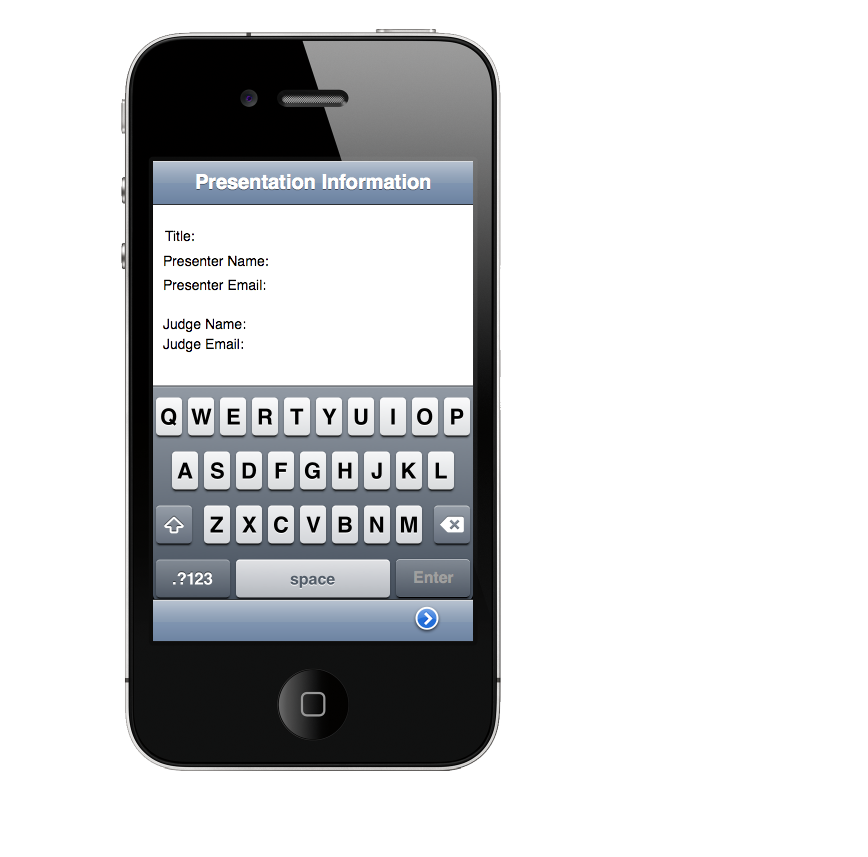 Presentation Information
Title:
Presenter Name:
Presenter Email:
Judge Name:
Judge Email:
Q W E R T Y U I O P
A S D F G H J K L
Z X C V B N M
.?123 space Enter